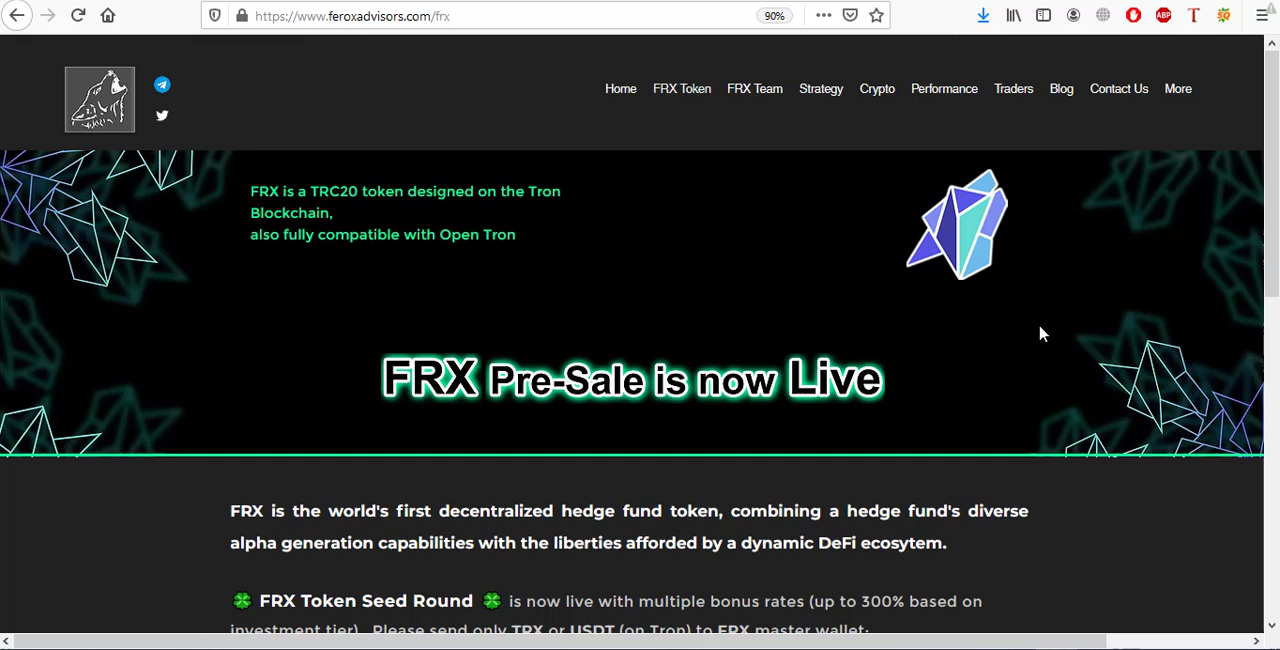 https://www.feroxadvisors.com/frx
90%
ABP
T
Home FRX Token FRX Team Strategy Crypto Performance Traders Blog Contact Us More
FRX is a TRC20 token designed on the Tron
Blockchain,
also fully compatible with Open Tron
FRX Pre-Sale is now Live
FRX is the world's first decentralized hedge fund token, combining a hedge fund's diverse
alpha generation capabilities with the liberties afforded by a dynamic DeFi ecosytem.
🍀 FRX Token Seed Round 🍀 is now live with multiple bonus rates (up to 300% based on
investment tier). Please send only TRX or USDT (on Tron) to FRX master wallet: